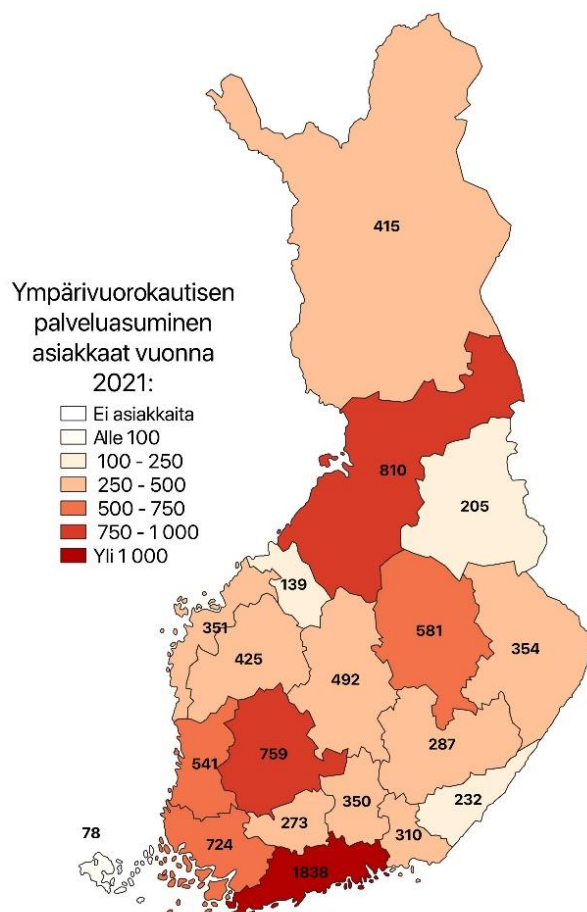 415
Ympärivuorokautisen
palveluasuminen
asiakkaat vuonna
2021:
Ei asiakkaita
Alle 100
100 - 250
250 - 500
500 - 750
750 - 1 000
Yli 1 000
810
205
139
351
425
492
581
354
541
759
287
78
724
273
350
310
232
1838